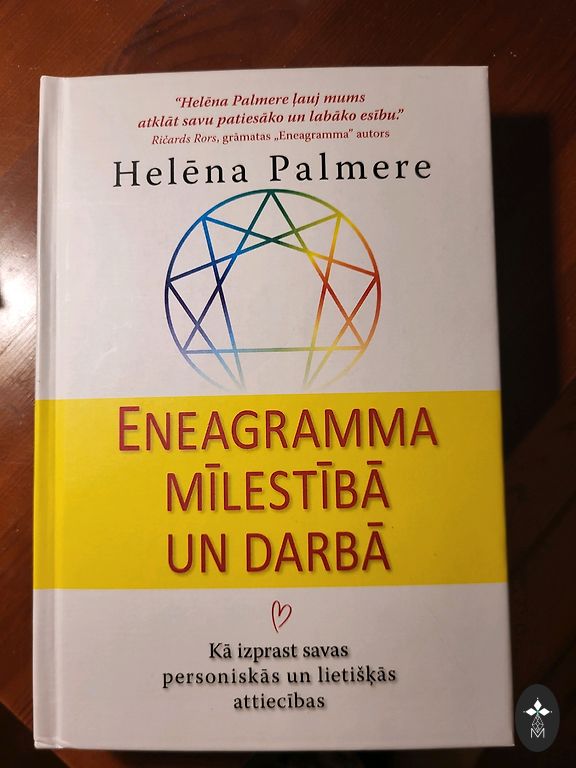 “Helēna Palmere ļauj mums
atklāt savu patiesāko un labāko esību.”
Ričards Rors, grāmatas „Eneagramma” autors
Helēna Palmere
ENEAGRAMMA
MĪLESTĪBĀ
UN DARBĀ
Kā izprast savas
personiskās un lietišķās
attiecības